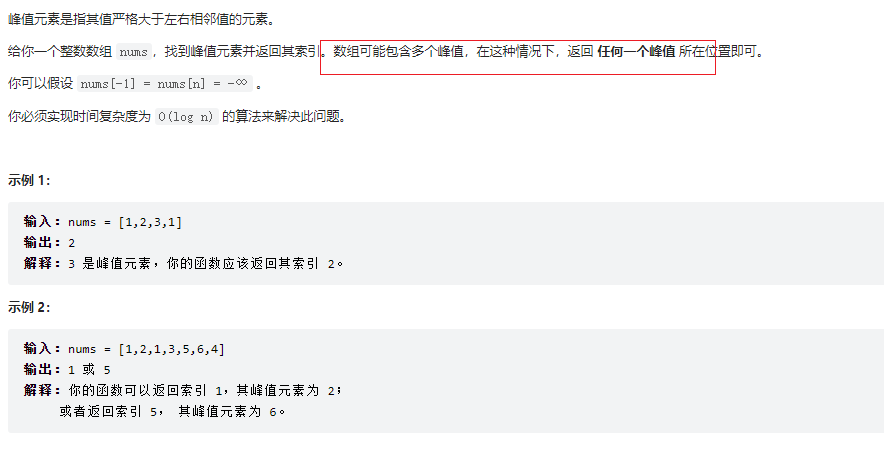 峰值元素是指其值严格大于左右相邻值的元素。
给你一个整数数组 nums，找到峰值元素并返回其索引。数组可能包含多个峰值，在这种情况下，返回 任何一个峰值 所在位置即可。
你可以假设 nums[-1] = nums[n] = -∞ 。
你必须实现时间复杂度为 O(log n) 的算法来解决此问题。
示例 1：
输入：nums = [1,2,3,1]
输出：2
解释：3 是峰值元素，你的函数应该返回其索引 2。
示例 2：
输入：nums = [1,2,1,3,5,6,4]
输出：1 或 5
解释：你的函数可以返回索引 1，其峰值元素为 2；
或者返回索引 5， 其峰值元素为 6。